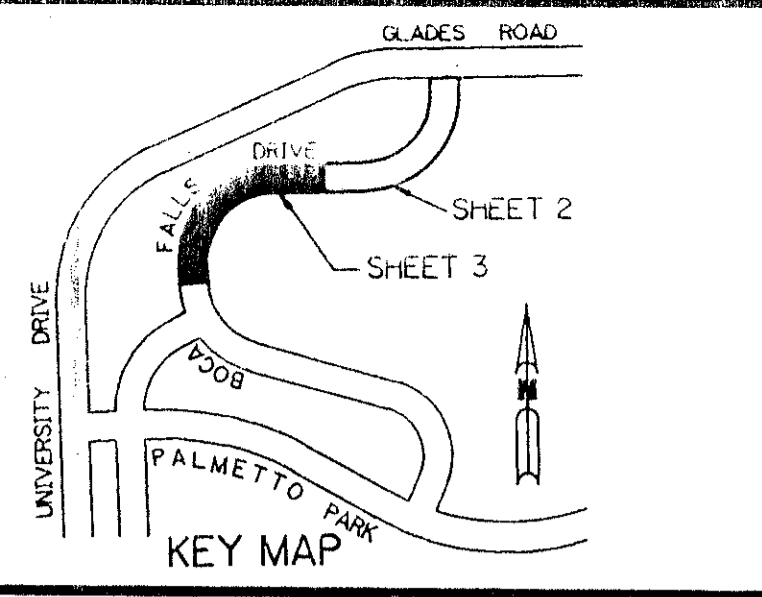 GLADES ROAD
DRIVE
FALLS
SHEET 2
SHEET 3
UNIVERSITY DRIVE
BOCA
N
PALMETTO PARK
KEY MAP